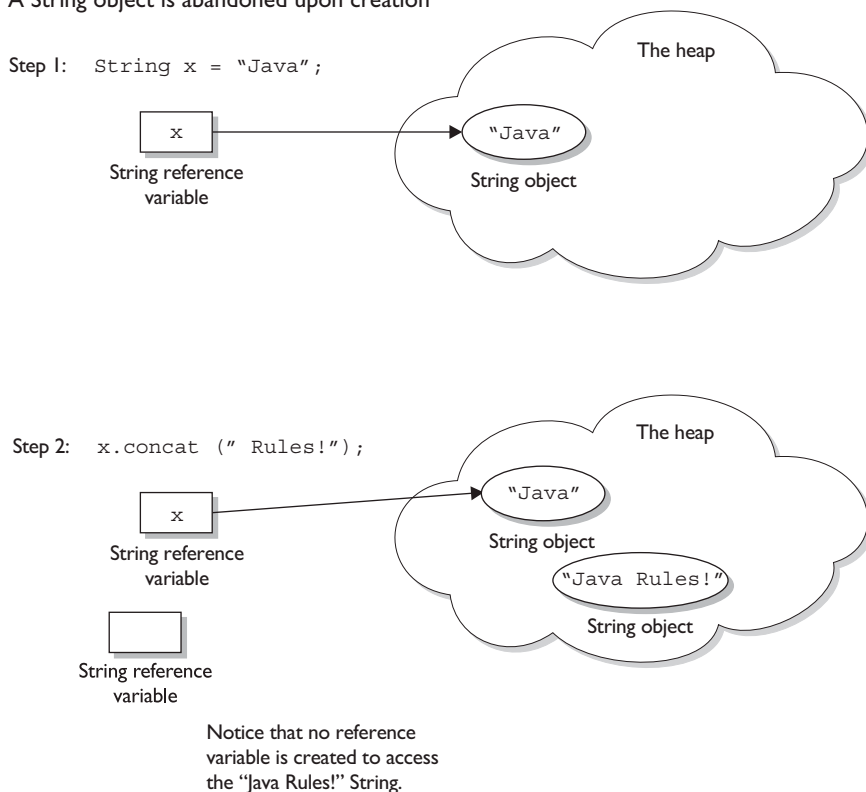 A String object is abandoned upon creation
Step 1: String x = “Java”;
The heap
x
“Java”
String reference
variable
String object
Step 2: x.concat (” Rules!”);
The heap
x
“Java”
String reference
variable
String object
“Java Rules!”
String object
String reference
variable
Notice that no reference
variable is created to access
the “Java Rules!” String.